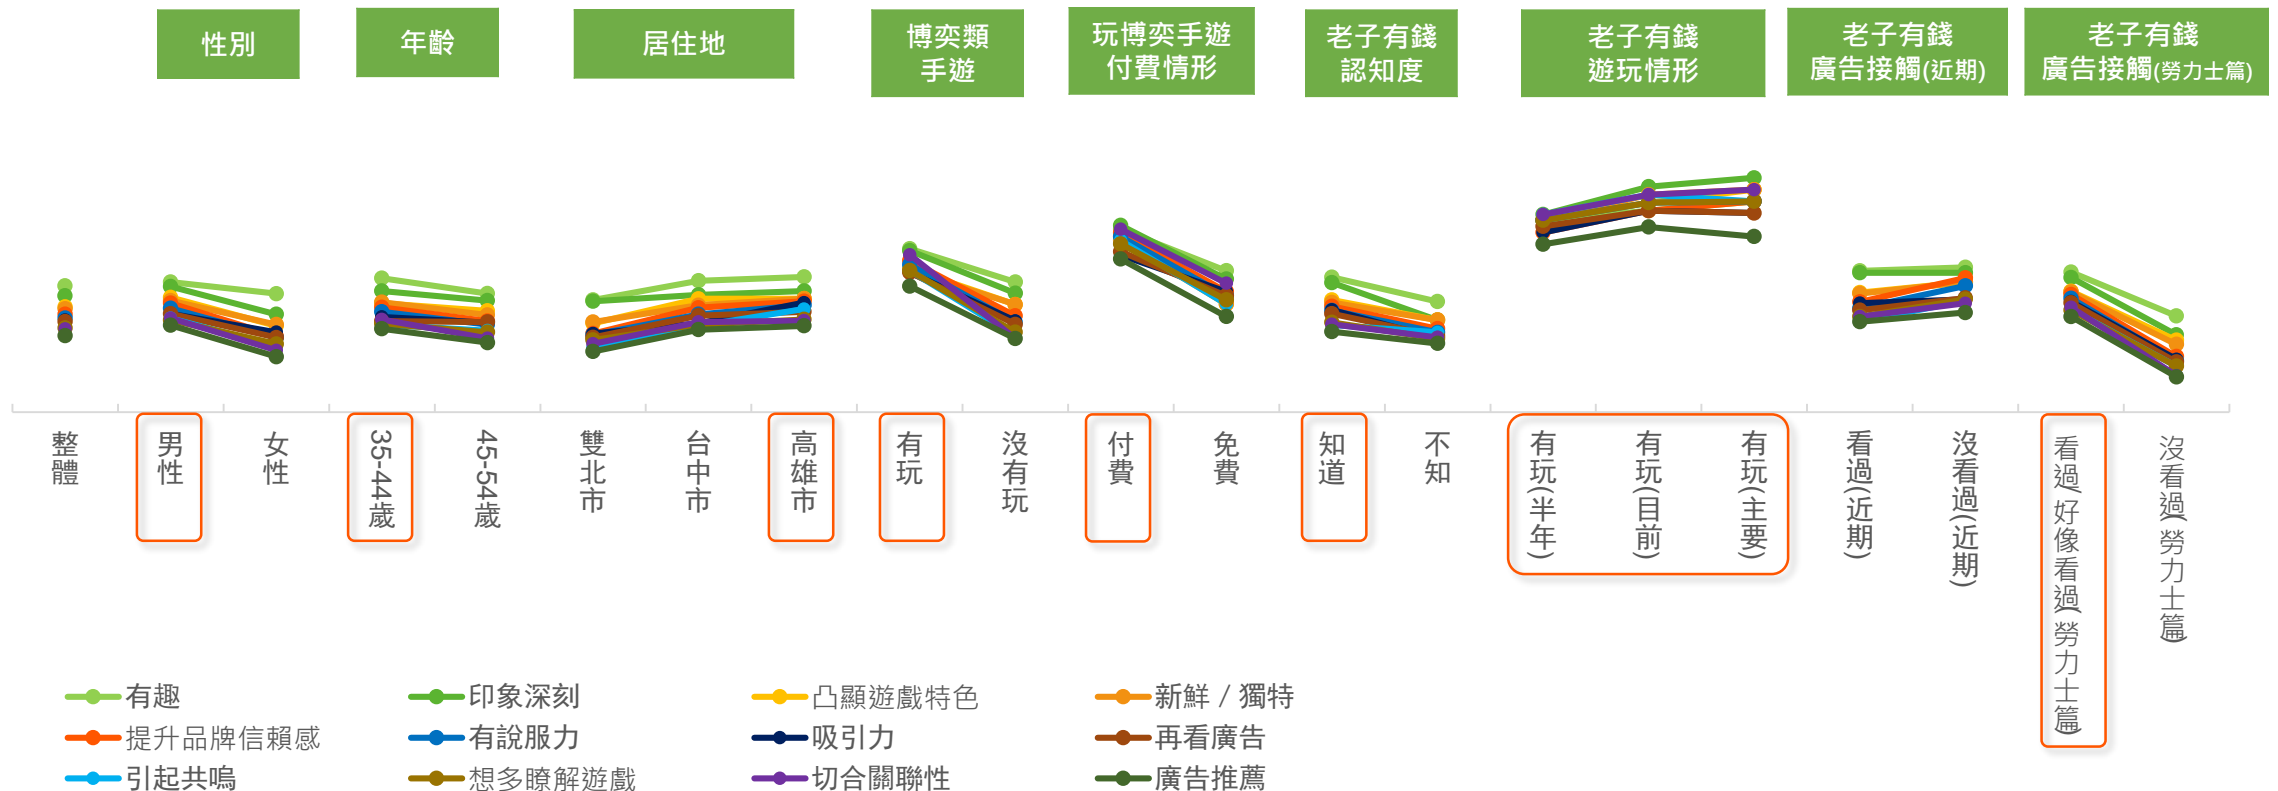 性別
年齡
居住地
博奕類
手遊
玩博奕手遊
付費情形
老子有錢
認知度
老子有錢
遊玩情形
老子有錢
廣告接觸(近期)
老子有錢
廣告接觸(勞力士篇)
整體
男性
女性
35-44歲
45-54歲
雙北市
台中市
高雄市
有玩
沒有玩
付費
免費
知道
不知
有玩(半年)
有玩(目前)
有玩(主要)
看過(近期)
沒看過(近期)
看過/好像看過(勞力士篇)
沒看過(勞力士篇)
有趣
印象深刻
凸顯遊戲特色
新鮮／獨特
提升品牌信賴感
有說服力
吸引力
再看廣告
引起共鳴
想多瞭解遊戲
切合關聯性
廣告推薦